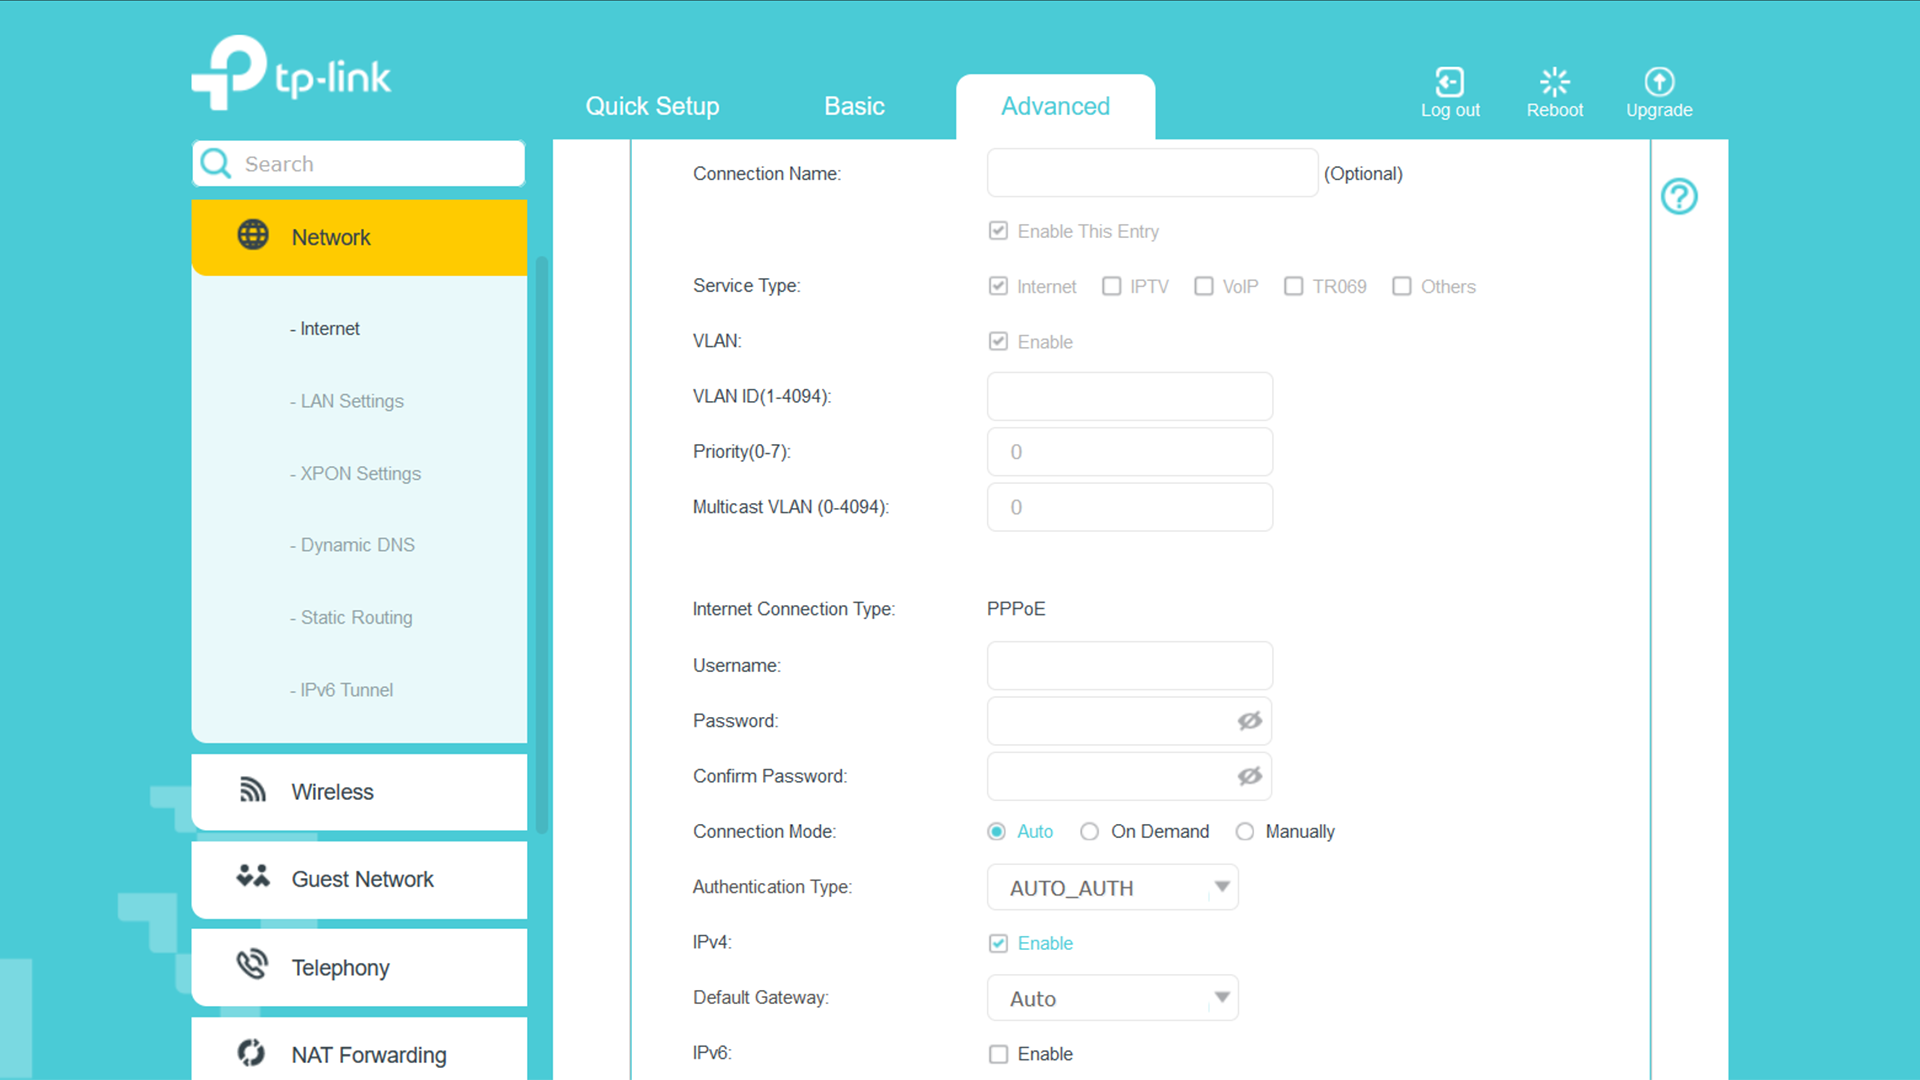 tp-link
Quick Setup
Basic
Advanced
Log out
Reboot
Upgrade
Search
Network
- Internet
- LAN Settings
- XPON Settings
- Dynamic DNS
- Static Routing
- IPv6 Tunnel
Wireless
Guest Network
Telephony
NAT Forwarding
Connection Name: (Optional)
Enable This Entry
Service Type: Internet IPTV VoIP TR069 Others
VLAN: Enable
VLAN ID(1-4094):
Priority(0-7): 0
Multicast VLAN (0-4094): 0
Internet Connection Type: PPPoE
Username:
Password:
Confirm Password:
Connection Mode: Auto On Demand Manually
Authentication Type: AUTO_AUTH
IPv4: Enable
Default Gateway: Auto
IPv6: Enable